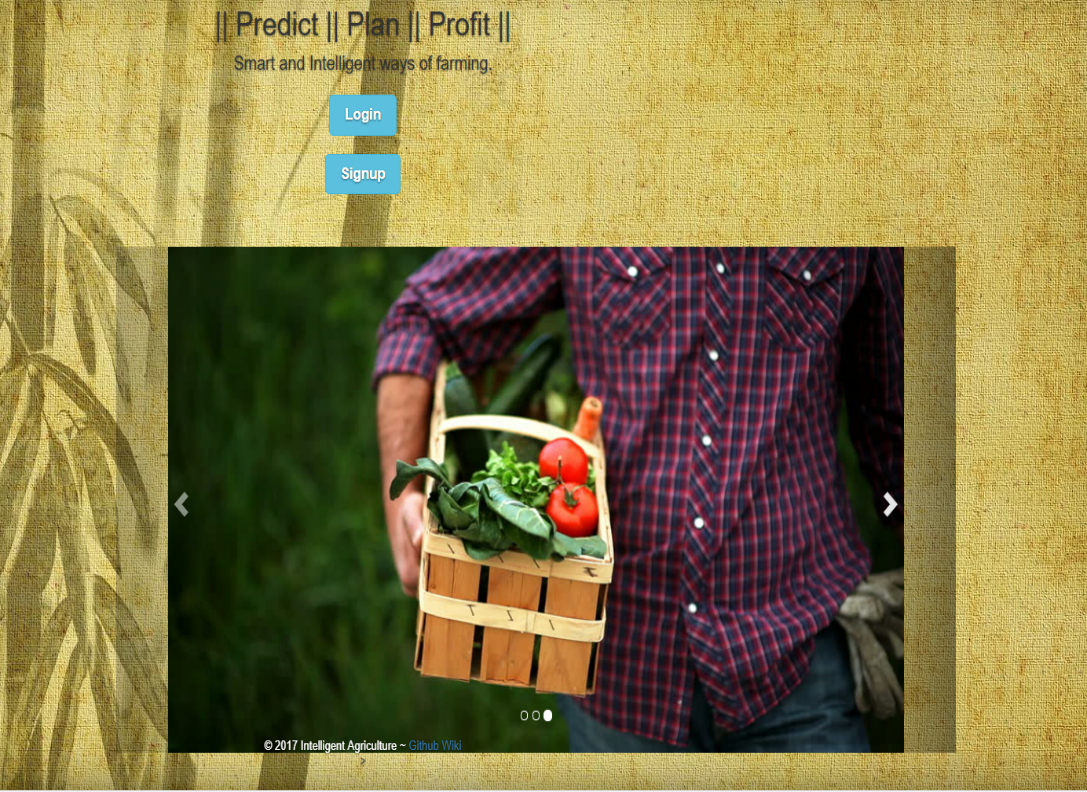 || Predict || Plan || Profit ||
Smart and Intelligent ways of farming.
Login
Signup
© 2017 Intelligent Agriculture ~ Github Wiki